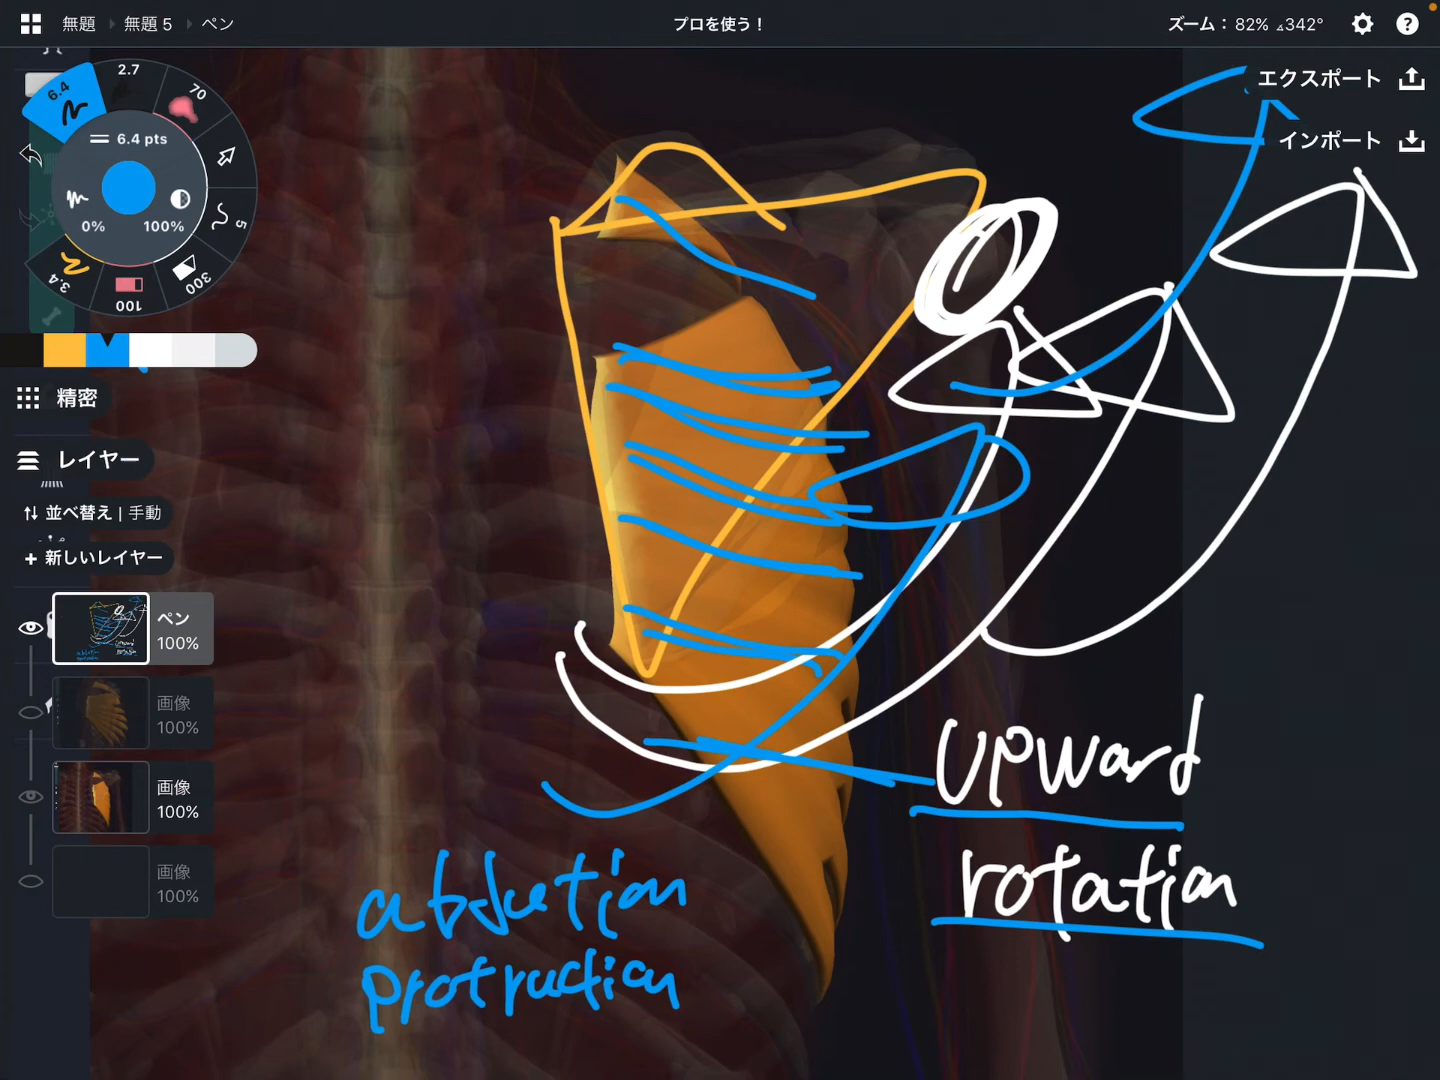 無題 無題 5 ペン
プロを使う！
ズーム： 82% ⊿342°
エクスポート
インポート
6.4
2.7
70
6.4 pts
0% 100%
5
3.4
100
300
精密
レイヤー
並べ替え | 手動
+ 新しいレイヤー
ペン
100%
画像
100%
画像
100%
画像
100%
upward
rotation
abduction
protruction